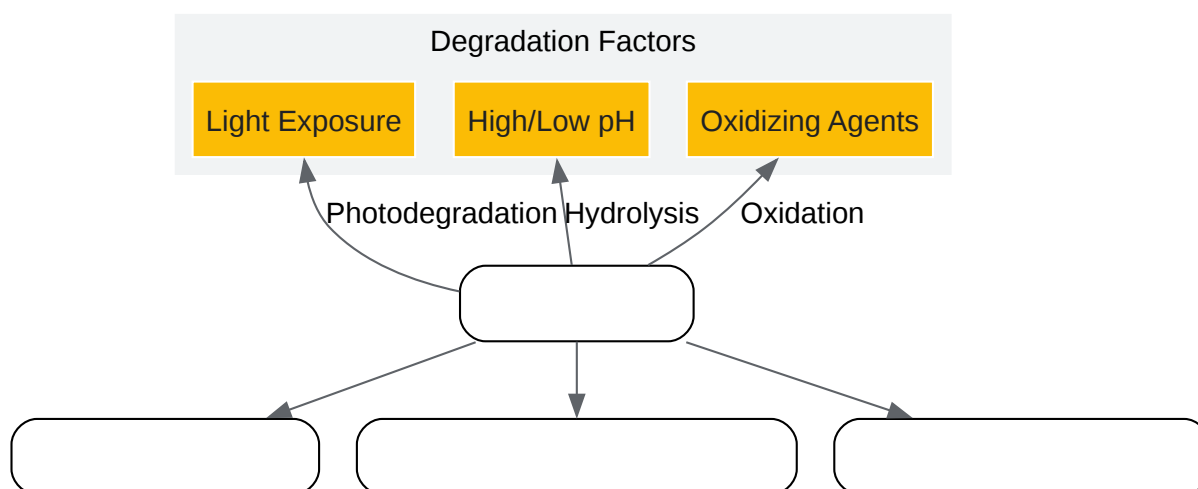 Degradation Factors
Light Exposure
High/Low pH
Oxidizing Agents
Photodegradation
Hydrolysis
Oxidation